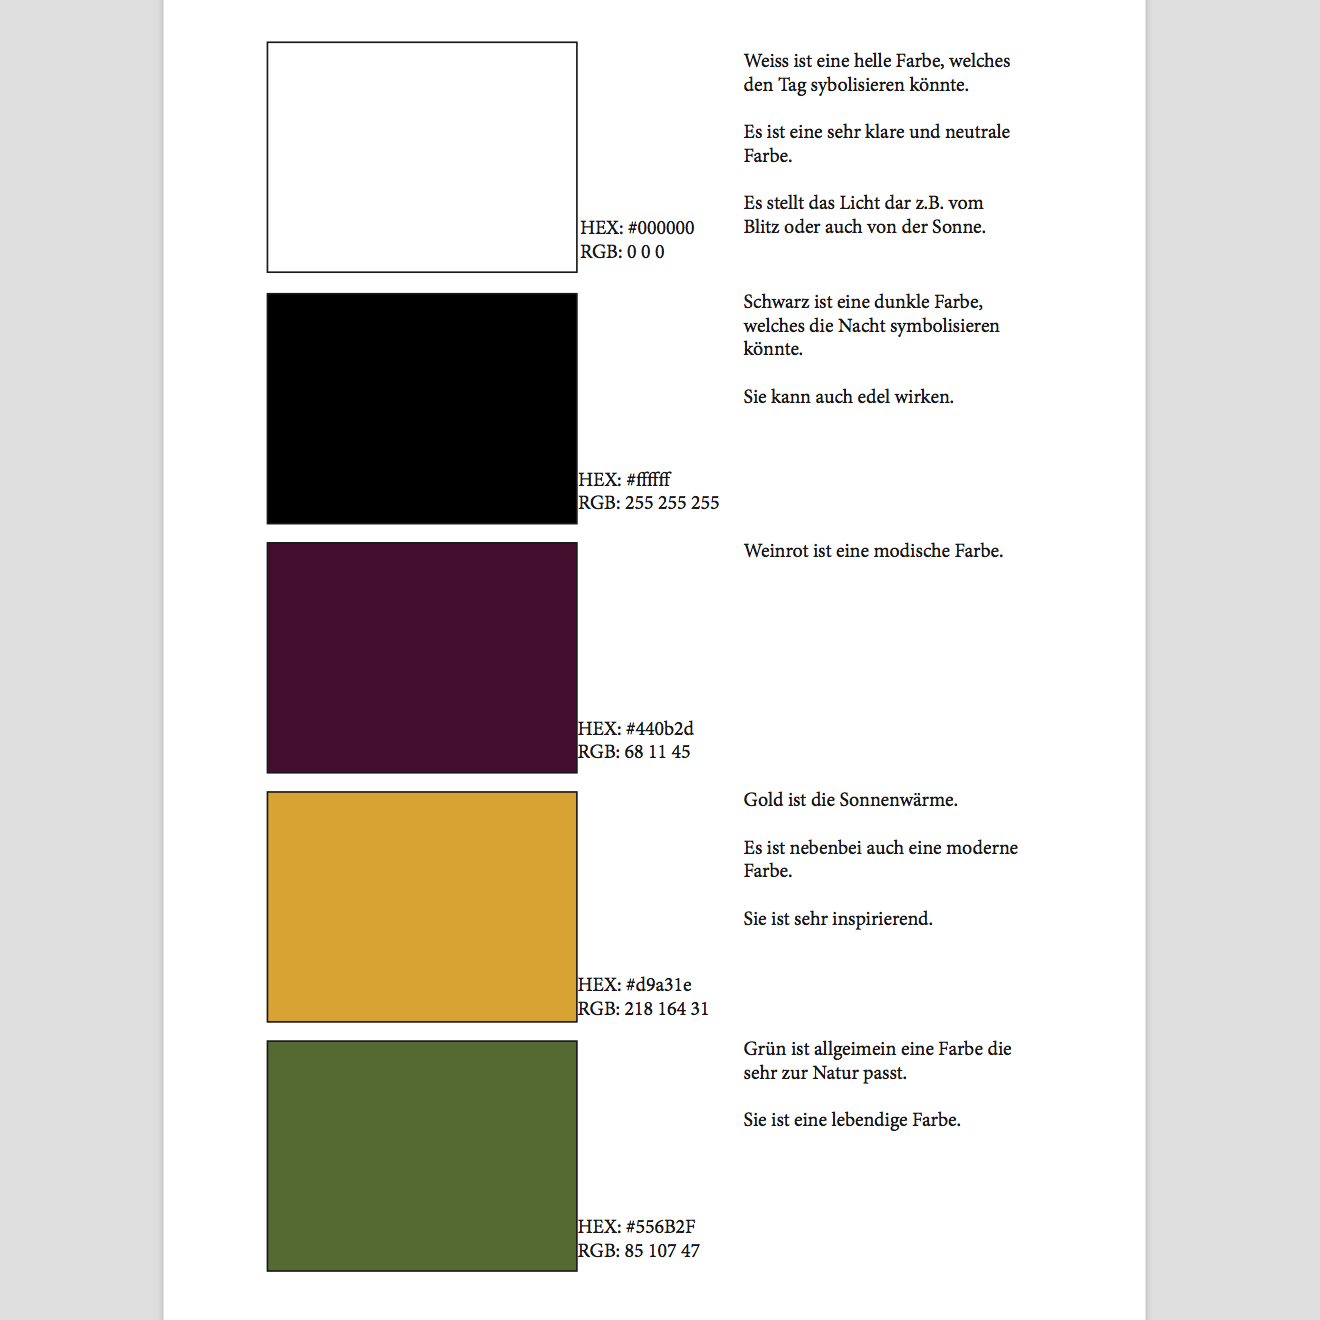 Weiss ist eine helle Farbe, welches
den Tag sybolisieren könnte.
Es ist eine sehr klare und neutrale
Farbe.
Es stellt das Licht dar z.B. vom
Blitz oder auch von der Sonne.
HEX: #000000
RGB: 0 0 0
Schwarz ist eine dunkle Farbe,
welches die Nacht symbolisieren
könnte.
Sie kann auch edel wirken.
HEX: #ffffff
RGB: 255 255 255
Weinrot ist eine modische Farbe.
HEX: #440b2d
RGB: 68 11 45
Gold ist die Sonnenwärme.
Es ist nebenbei auch eine moderne
Farbe.
Sie ist sehr inspirierend.
HEX: #d9a31e
RGB: 218 164 31
Grün ist allgeimein eine Farbe die
sehr zur Natur passt.
Sie ist eine lebendige Farbe.
HEX: #556B2F
RGB: 85 107 47